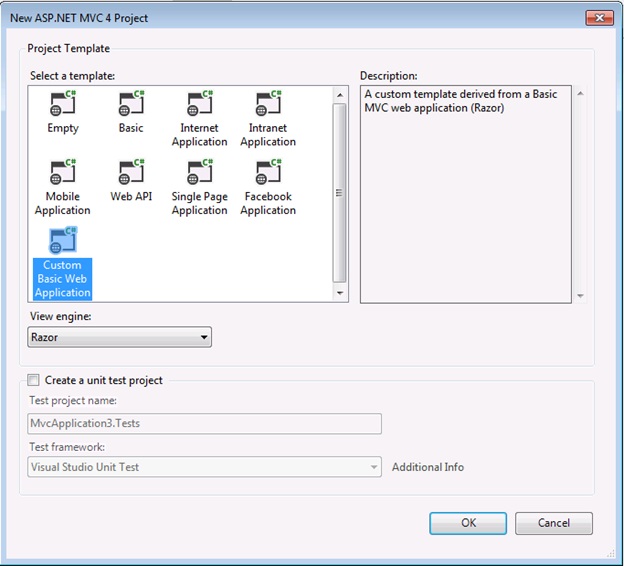 New ASP.NET MVC 4 Project
Project Template
Select a template:
Description:
C# C# C# C#
Empty Basic Internet Intranet
Application Application
C# C# C# C#
Mobile Web API Single Page Facebook
Application Application Application
C#
Custom
Basic Web
Application
A custom template derived from a Basic
MVC web application (Razor)
View engine:
Razor
Create a unit test project
Test project name:
MvcApplication3.Tests
Test framework:
Visual Studio Unit Test Additional Info
OK Cancel